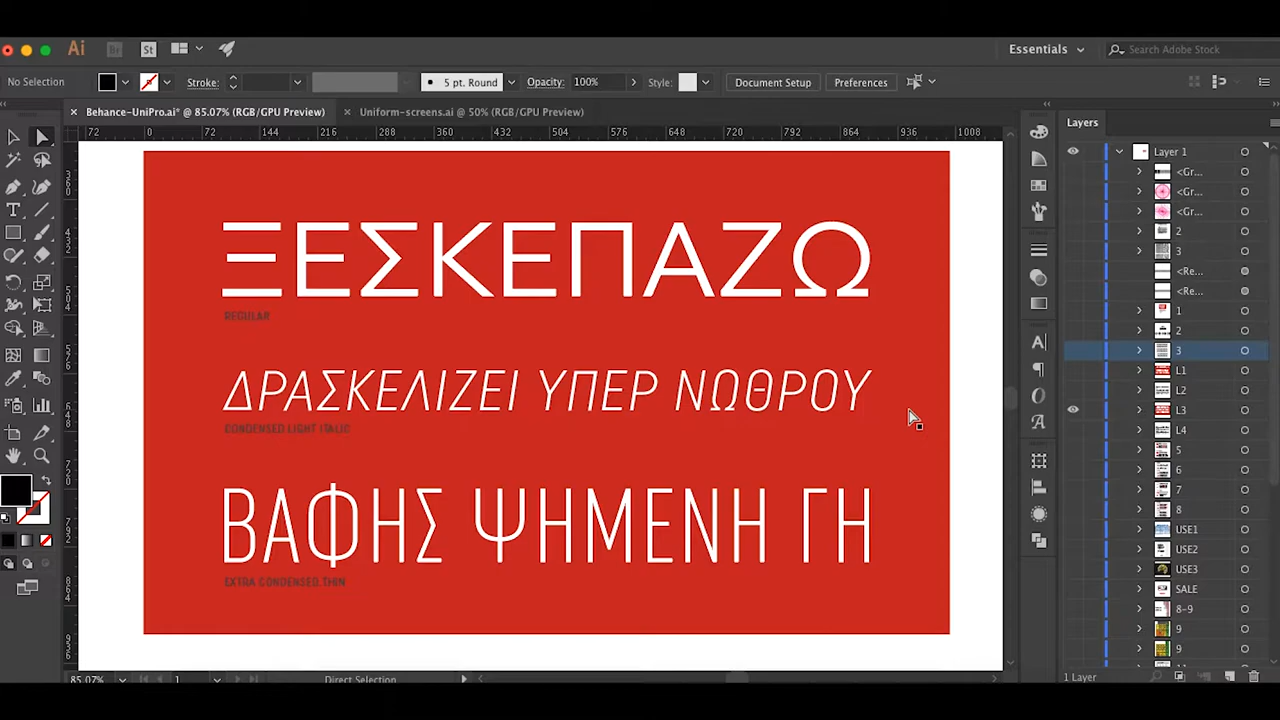 Ai
Br
St
Essentials
Search Adobe Stock
No Selection
Stroke:
5 pt. Round
Opacity:
100%
Style:
Document Setup
Preferences
Behance-UniPro.ai* @ 85.07% (RGB/GPU Preview)
Uniform-screens.ai @ 50% (RGB/GPU Preview)
72 0 72 144 216 288 360 432 504 576 648 720 792 864 936 1008
Layers
Layer 1
<Gr...
<Gr...
<Gr...
2
3
<Re...
<Re...
1
2
3
L1
L2
L3
L4
5
6
7
8
USE1
USE2
USE3
SALE
8-9
9
9
1 Layer
ΞΕΣΚΕΠΑΖΩ
REGULAR
ΔΡΑΣΚΕΛΙΖΕΙ ΥΠΕΡ ΝΩΘΡΟΥ
CONDENSED LIGHT ITALIC
ΒΑΦΗΣ ΨΗΜΕΝΗ ΓΗ
EXTRA CONDENSED THIN
85.07%
1
Direct Selection